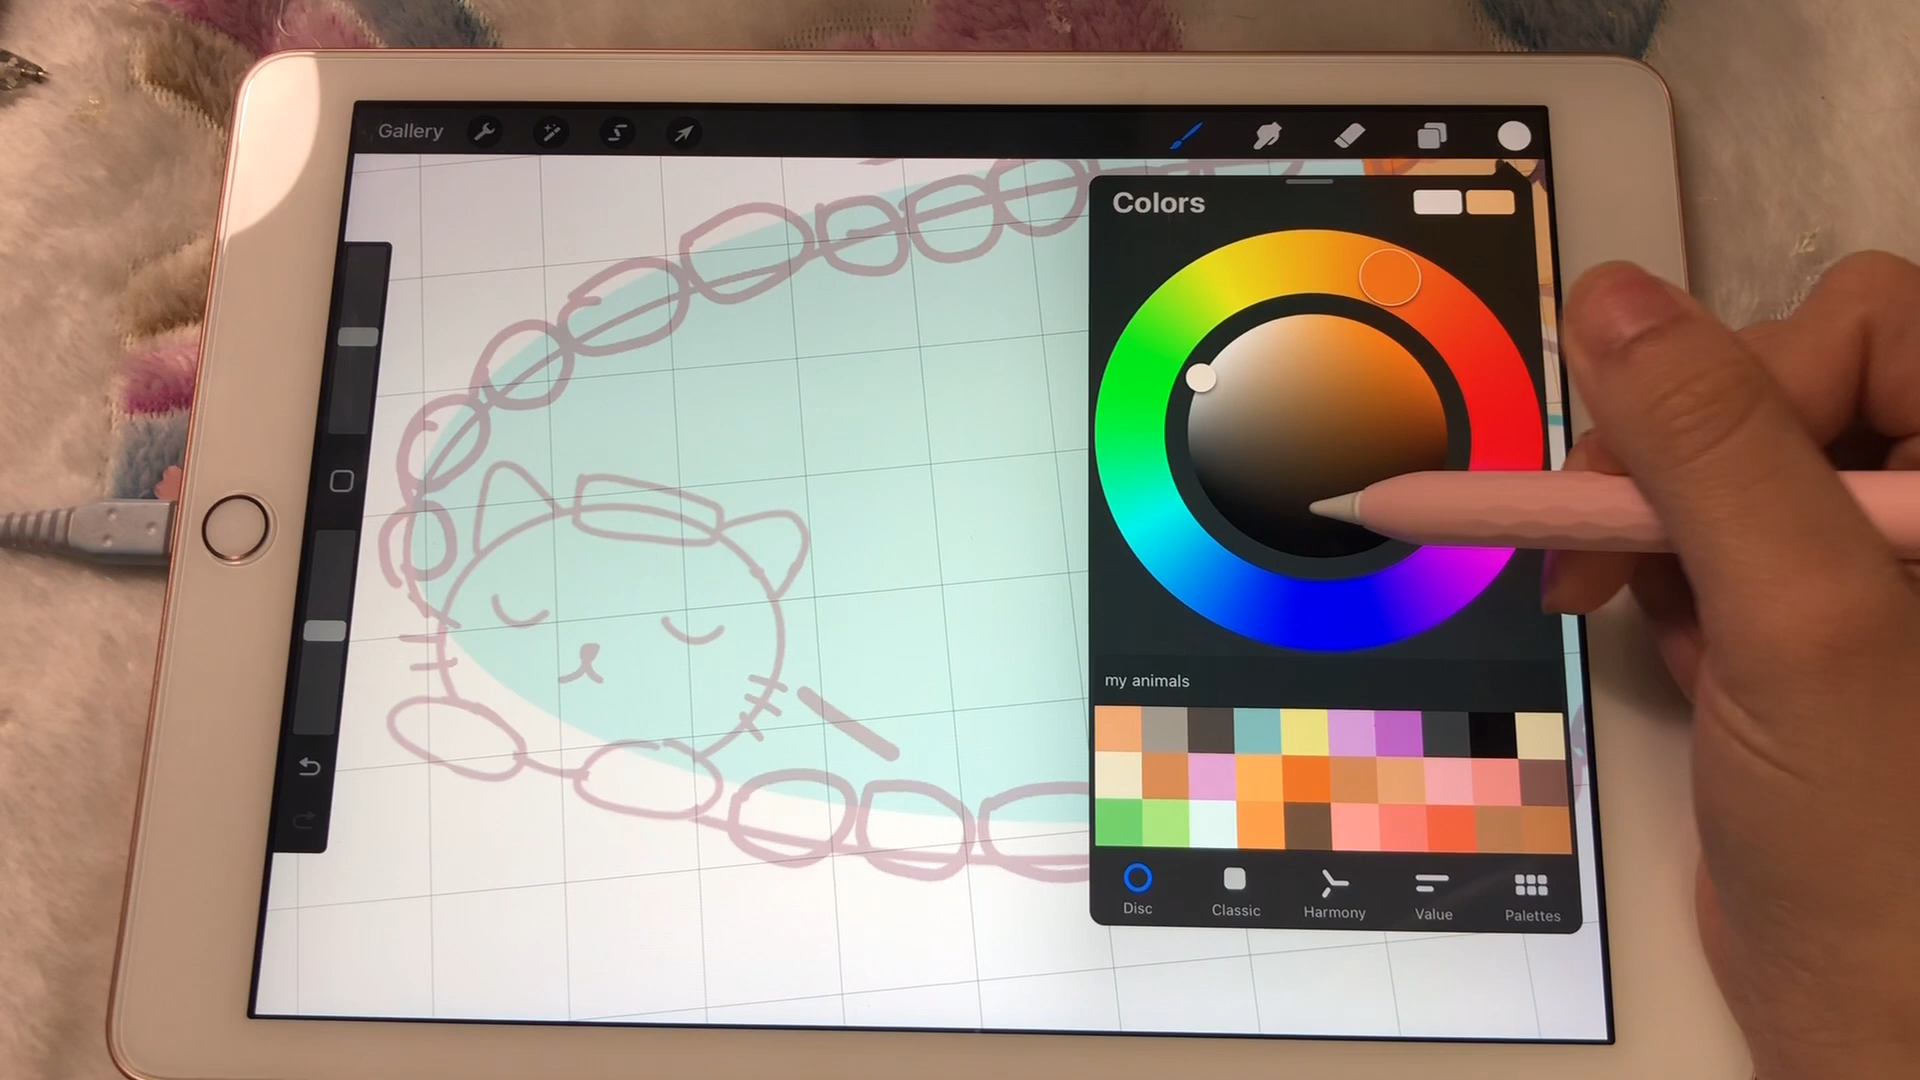 Gallery
Colors
my animals
Disc
Classic
Harmony
Value
Palettes